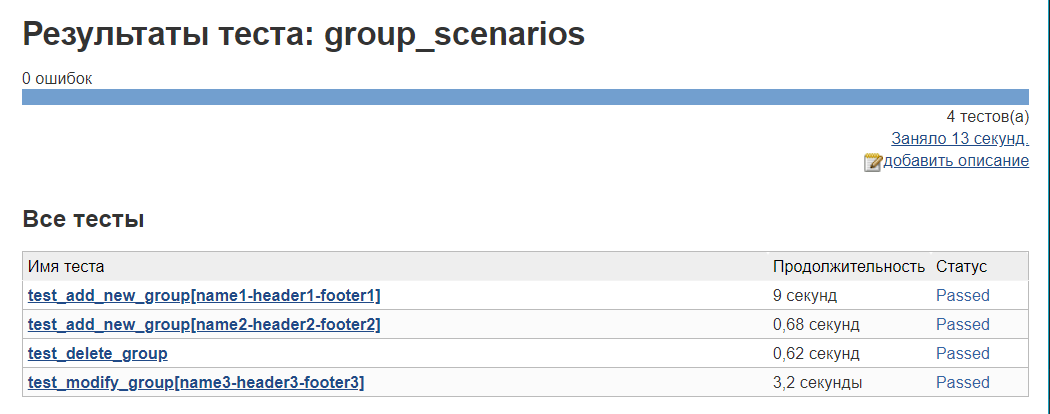 Результаты теста: group_scenarios
0 ошибок
4 тестов(а)
Заняло 13 секунд.
добавить описание
Все тесты
Имя теста Продолжительность Статус
test_add_new_group[name1-header1-footer1] 9 секунд Passed
test_add_new_group[name2-header2-footer2] 0,68 секунд Passed
test_delete_group 0,62 секунд Passed
test_modify_group[name3-header3-footer3] 3,2 секунды Passed